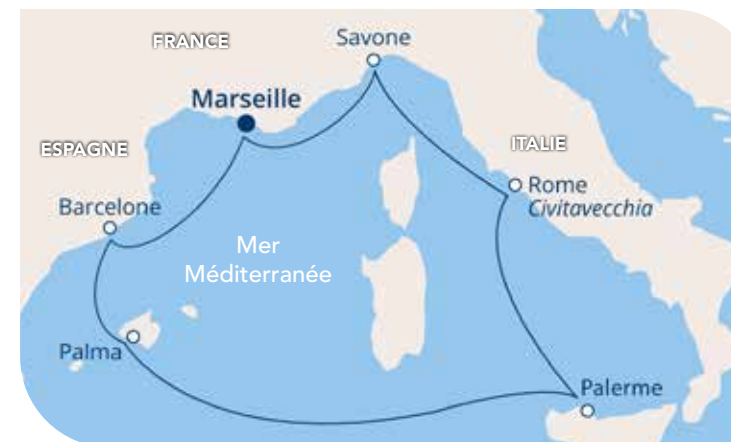 FRANCE
Savone
Marseille
ESPAGNE
ITALIE
Rome
Civitavecchia
Barcelone
Mer
Méditerranée
Palma
Palerme